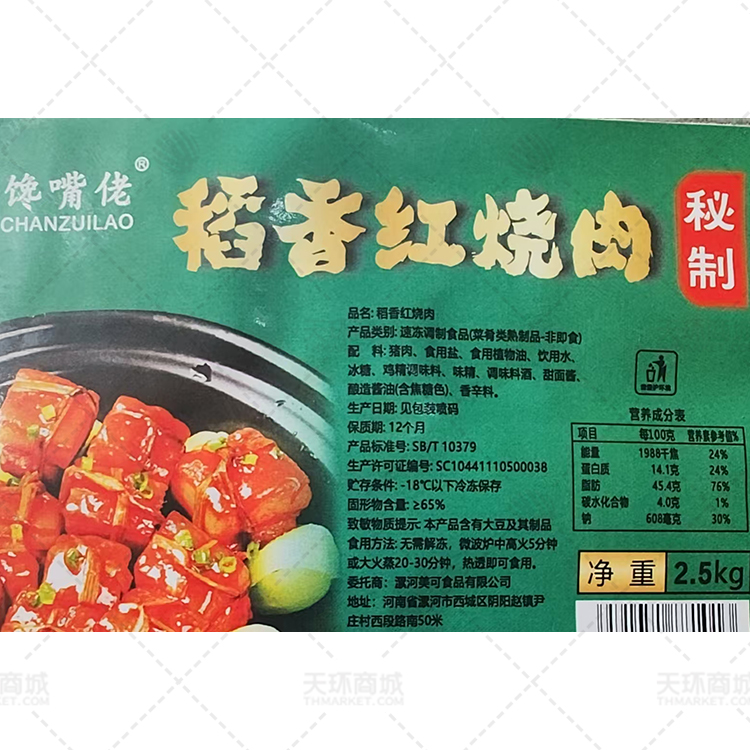 馋嘴佬®
CHANZUILAO
稻香红烧肉
秘制
品名: 稻香红烧肉
产品类别: 速冻调制食品(菜肴类熟制品-非即食)
配 料: 猪肉、食用盐、食用植物油、饮用水、
冰糖、鸡精调味料、味精、调味料酒、甜面酱、
酿造酱油(含焦糖色)、香辛料。
生产日期: 见包装喷码
保质期: 12个月
产品标准号: SB/T 10379
生产许可证编号: SC10441110500038
贮存条件: -18℃以下冷冻保存
固形物含量: ≥65%
致敏物质提示: 本产品含有大豆及其制品
食用方法: 无需解冻，微波炉中高火5分钟
或大火蒸20-30分钟，热透即可食用。
委托商: 漯河美可食品有限公司
地址: 河南省漯河市西城区阴阳赵镇尹
庄村西段路南50米
营养成分表
项目 每100克 营养素参考值%
能量 1988千焦 24%
蛋白质 14.1克 24%
脂肪 45.4克 76%
碳水化合物 4.0克 1%
钠 608毫克 30%
净 重 2.5kg
天环商城
THMARKET.COM
天环商城
THMARKET.COM